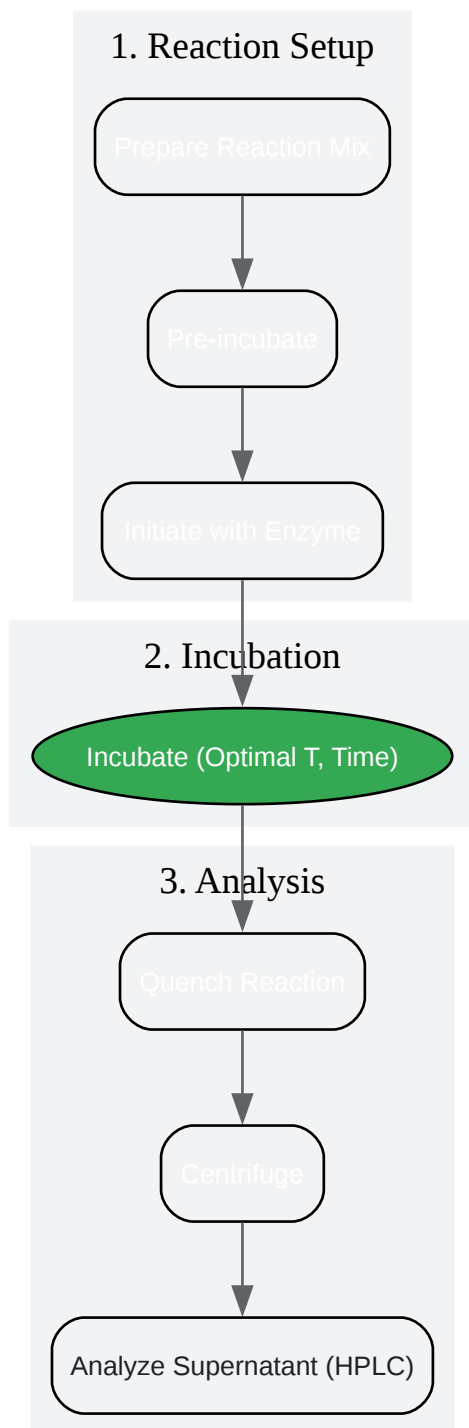 1. Reaction Setup
Prepare Reaction Mix
Pre-incubate
Initiate with Enzyme
2. Incubation
Incubate (Optimal T, Time)
3. Analysis
Quench Reaction
Centrifuge
Analyze Supernatant (HPLC)